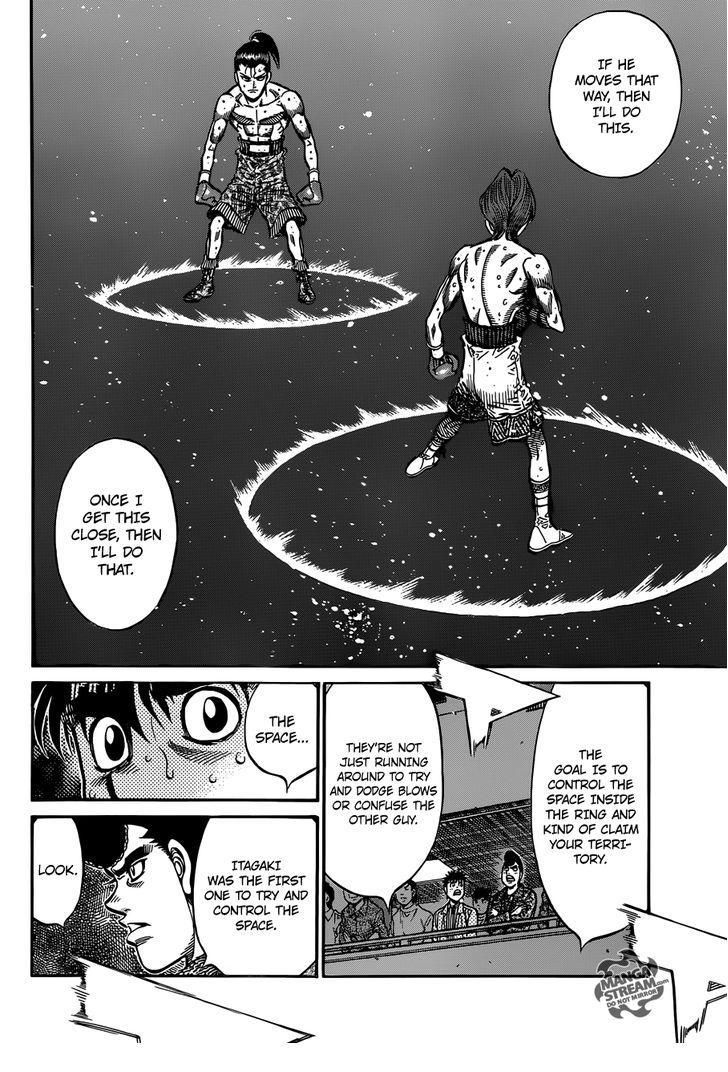 IF HE
MOVES THAT
WAY, THEN
I'LL DO
THIS.
ONCE I
GET THIS
CLOSE, THEN
I'LL DO
THAT.
THE
GOAL IS TO
CONTROL THE
SPACE INSIDE
THE RING AND
KIND OF CLAIM
YOUR TERRI-
TORY.
THEY'RE NOT
JUST RUNNING
AROUND TO TRY
AND DODGE BLOWS
OR CONFUSE THE
OTHER GUY.
THE
SPACE...
ITAGAKI
WAS THE FIRST
ONE TO TRY AND
CONTROL THE
SPACE.
LOOK.
MANGA
STREAM.com
DO NOT MIRROR